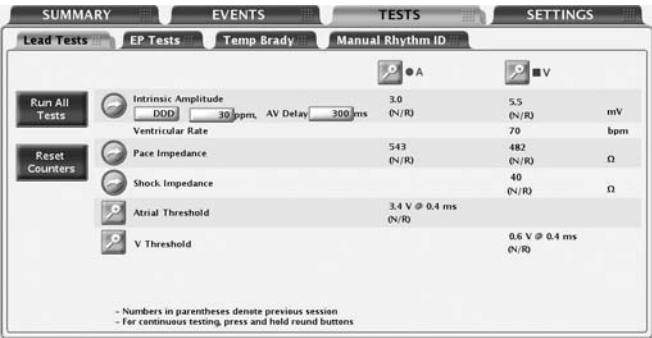 SUMMARY EVENTS TESTS SETTINGS
Lead Tests EP Tests Temp Brady Manual Rhythm ID
A V
Run All Tests
Reset Counters
Intrinsic Amplitude 3.0 5.5
DDD 30 ppm, AV Delay 300 ms (N/R) (N/R) mV
Ventricular Rate 70 bpm
Pace Impedance 543 482
(N/R) (N/R) Ω
Shock Impedance 40
(N/R) Ω
Atrial Threshold 3.4 V @ 0.4 ms
(N/R)
V Threshold 0.6 V @ 0.4 ms
(N/R)
- Numbers in parentheses denote previous session
- For continuous testing, press and hold round buttons